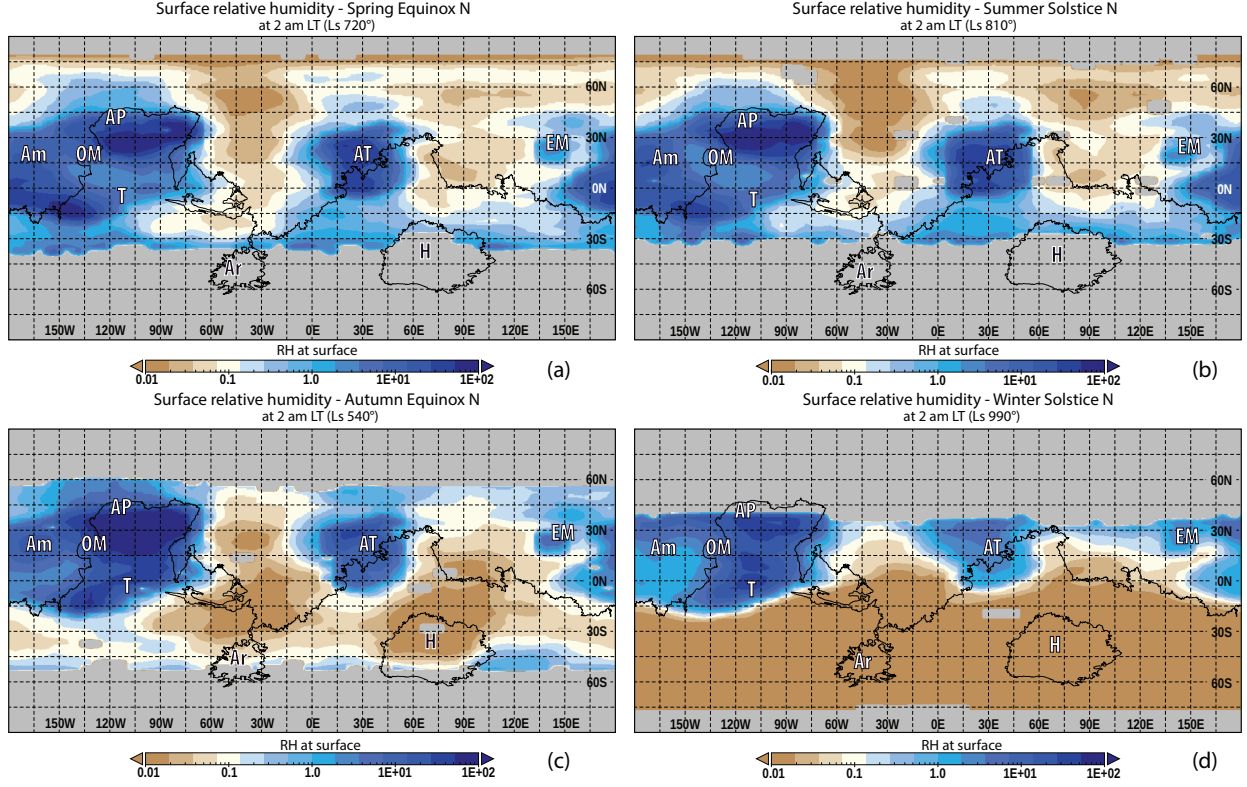 Surface relative humidity - Spring Equinox N
at 2 am LT (Ls 720°)
60N
AP
30N
EM
Am
OM
AT
T
0N
30S
H
Ar
60S
150W 120W 90W 60W 30W 0E 30E 60E 90E 120E 150E
RH at surface
0.01 0.1 1.0 1E+01 1E+02
(a)
Surface relative humidity - Summer Solstice N
at 2 am LT (Ls 810°)
60N
AP
30N
EM
Am
OM
AT
T
0N
30S
H
Ar
60S
150W 120W 90W 60W 30W 0E 30E 60E 90E 120E 150E
RH at surface
0.01 0.1 1.0 1E+01 1E+02
(b)
Surface relative humidity - Autumn Equinox N
at 2 am LT (Ls 540°)
60N
AP
30N
EM
Am
OM
AT
T
0N
30S
H
Ar
60S
150W 120W 90W 60W 30W 0E 30E 60E 90E 120E 150E
RH at surface
0.01 0.1 1.0 1E+01 1E+02
(c)
Surface relative humidity - Winter Solstice N
at 2 am LT (Ls 990°)
60N
AP
30N
EM
Am
OM
AT
T
0N
30S
H
Ar
60S
150W 120W 90W 60W 30W 0E 30E 60E 90E 120E 150E
RH at surface
0.01 0.1 1.0 1E+01 1E+02
(d)